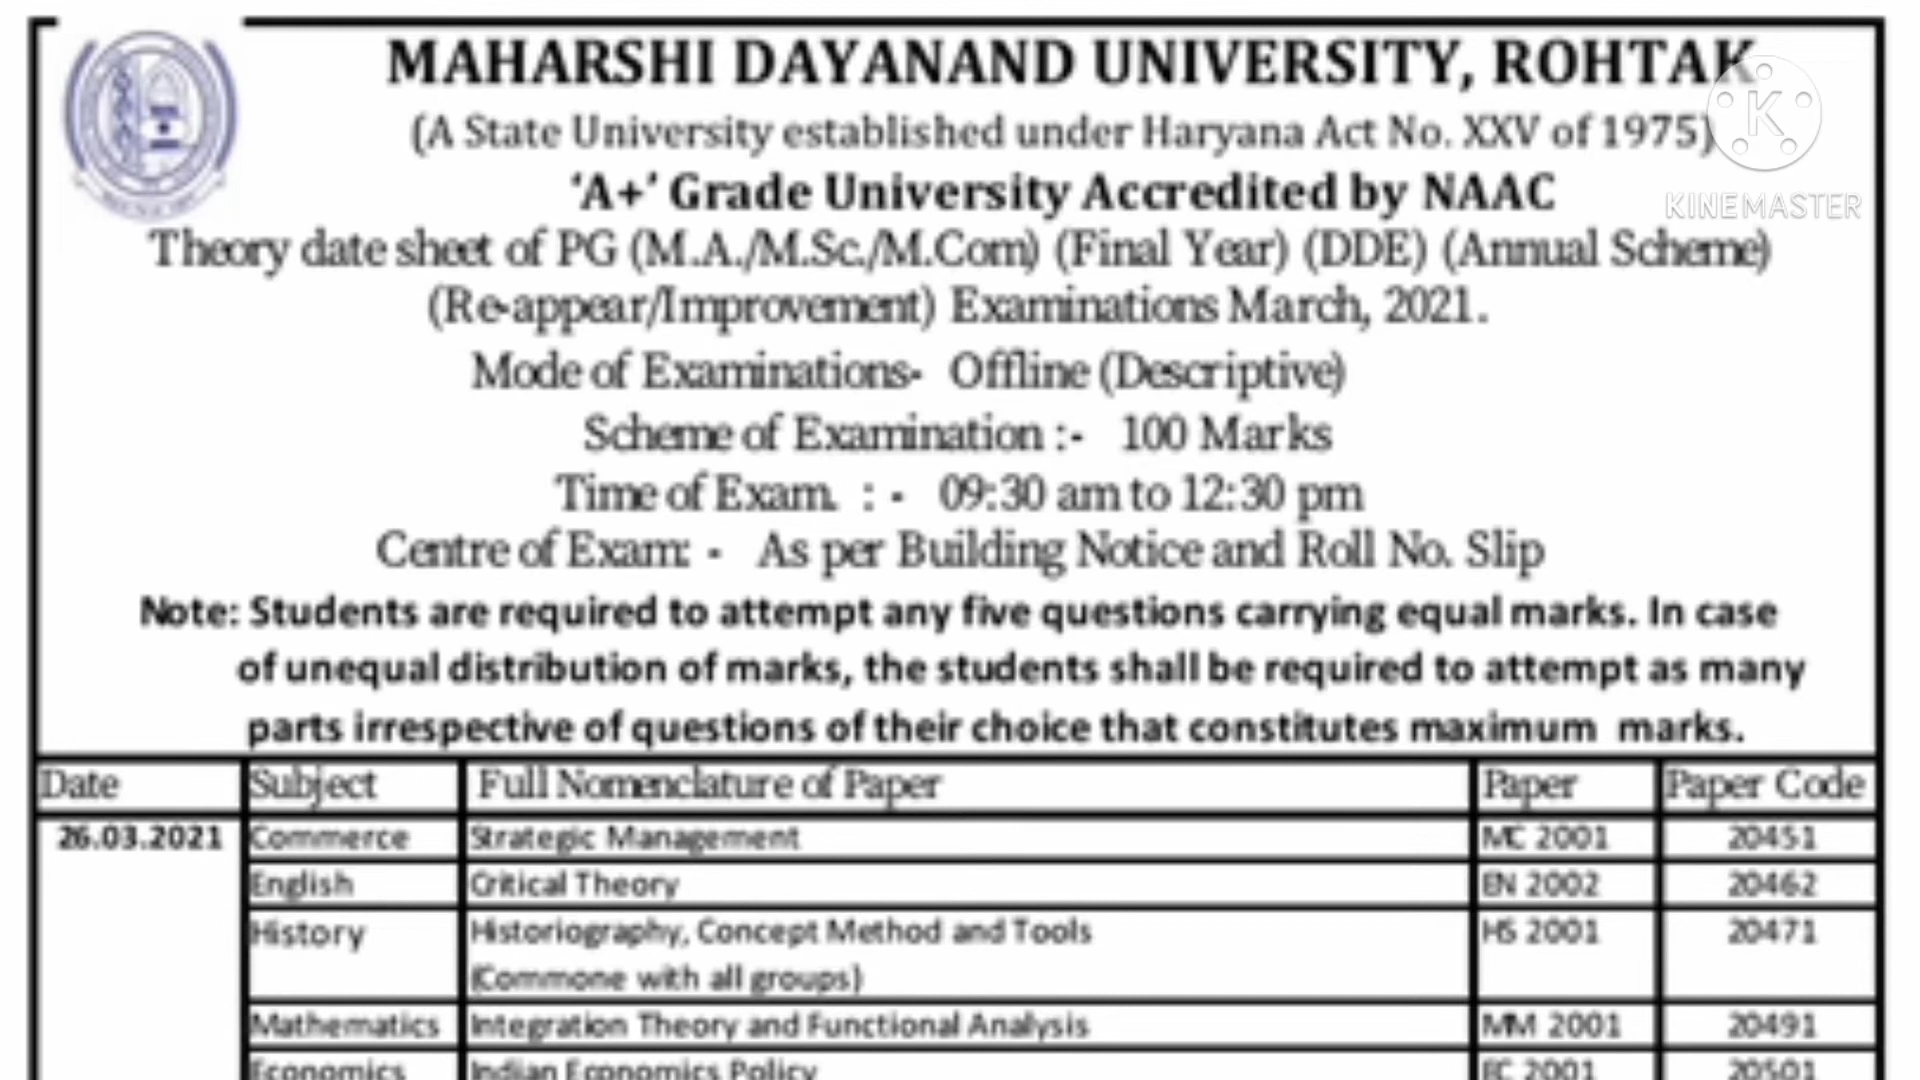 MAHARSHI DAYANAND UNIVERSITY, ROHTAK
(A State University established under Haryana Act No. XXV of 1975)
'A+' Grade University Accredited by NAAC
KINEMASTER
Theory date sheet of PG (M.A./M.Sc./M.Com) (Final Year) (DDE) (Annual Scheme)
(Re-appear/Improvement) Examinations March, 2021.
Mode of Examinations- Offline (Descriptive)
Scheme of Examination :- 100 Marks
Time of Exam. : - 09:30 am to 12:30 pm
Centre of Exam: - As per Building Notice and Roll No. Slip
Note: Students are required to attempt any five questions carrying equal marks. In case
of unequal distribution of marks, the students shall be required to attempt as many
parts irrespective of questions of their choice that constitutes maximum marks.
Date Subject Full Nomenclature of Paper Paper Paper Code
26.03.2021 Commerce Strategic Management MC 2001 20451
English Critical Theory EN 2002 20462
History Historiography, Concept Method and Tools HS 2001 20471
(Commone with all groups)
Mathematics Integration Theory and Functional Analysis MM 2001 20491
Economics Indian Economics Policy EC 2001 20501